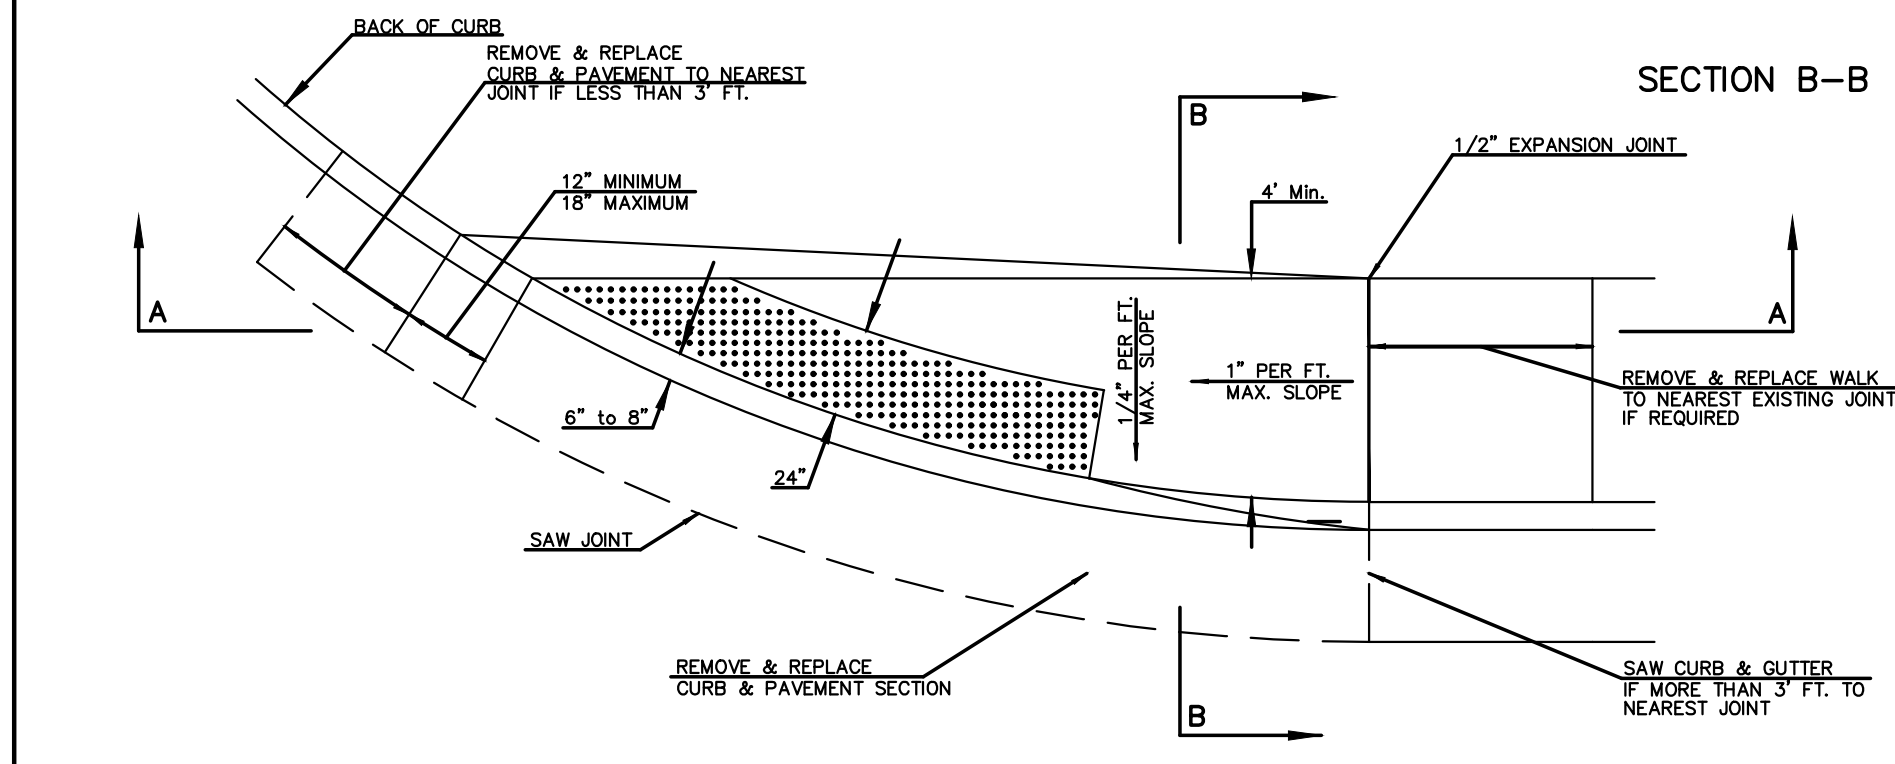 BACK OF CURB
REMOVE & REPLACE
CURB & PAVEMENT TO NEAREST
JOINT IF LESS THAN 3' FT.
SECTION B-B
B
1/2" EXPANSION JOINT
12" MINIMUM
18" MAXIMUM
4' Min.
A
A
1/4" PER FT.
MAX. SLOPE
1" PER FT.
MAX. SLOPE
REMOVE & REPLACE WALK
TO NEAREST EXISTING JOINT
IF REQUIRED
6" to 8"
24"
SAW JOINT
REMOVE & REPLACE
CURB & PAVEMENT SECTION
SAW CURB & GUTTER
IF MORE THAN 3' FT. TO
NEAREST JOINT
B